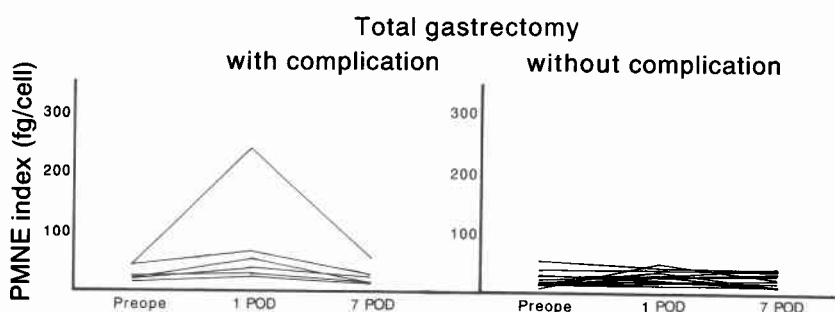 Total gastrectomy
with complication
without complication
PMNE index (fg/cell)
300
200
100
Preope
1 POD
7 POD
300
200
100
Preope
1 POD
7 POD